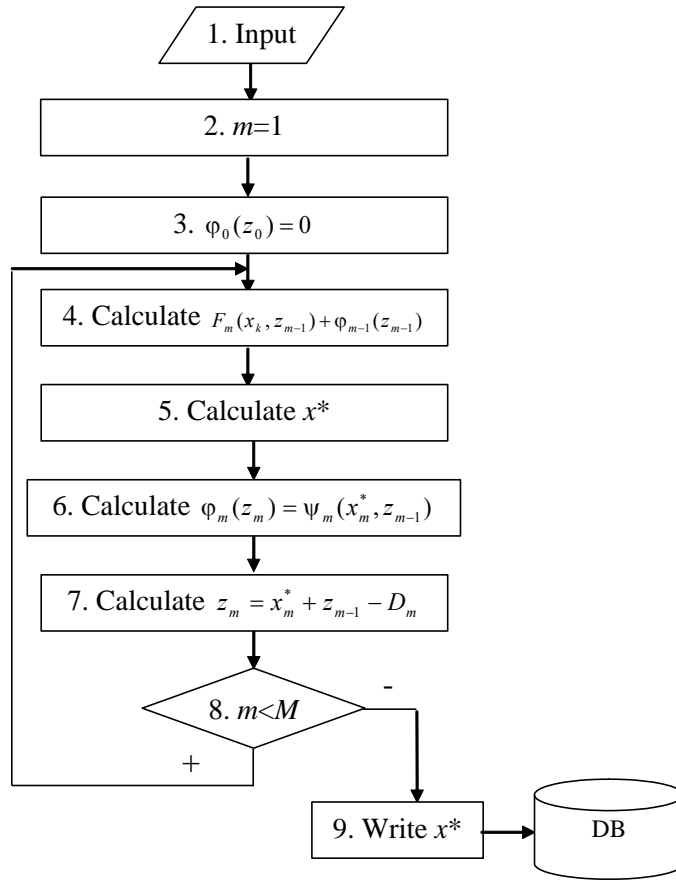 1. Input
2. m=1
3. φ₀(z₀) = 0
4. Calculate Fₘ(xₖ, zₘ₋₁) + φₘ₋₁(zₘ₋₁)
5. Calculate x*
6. Calculate φₘ(zₘ) = ψₘ(x*ₘ, zₘ₋₁)
7. Calculate zₘ = x*ₘ + zₘ₋₁ − Dₘ
-
8. m<M
+
9. Write x*
DB